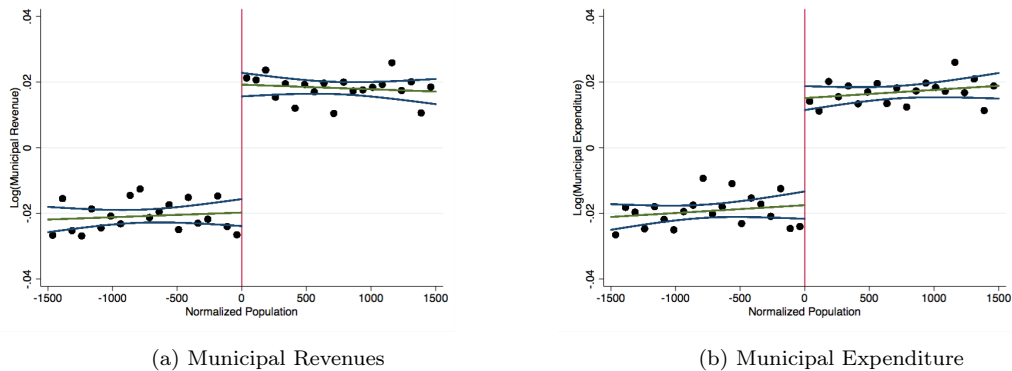 Log(Municipal Revenue)
.04
.02
0
-.02
-.04
-1500 -1000 -500 0 500 1000 1500
Normalized Population
(a) Municipal Revenues
Log(Municipal Expenditure)
.04
.02
0
-.02
-.04
-1500 -1000 -500 0 500 1000 1500
Normalized Population
(b) Municipal Expenditure